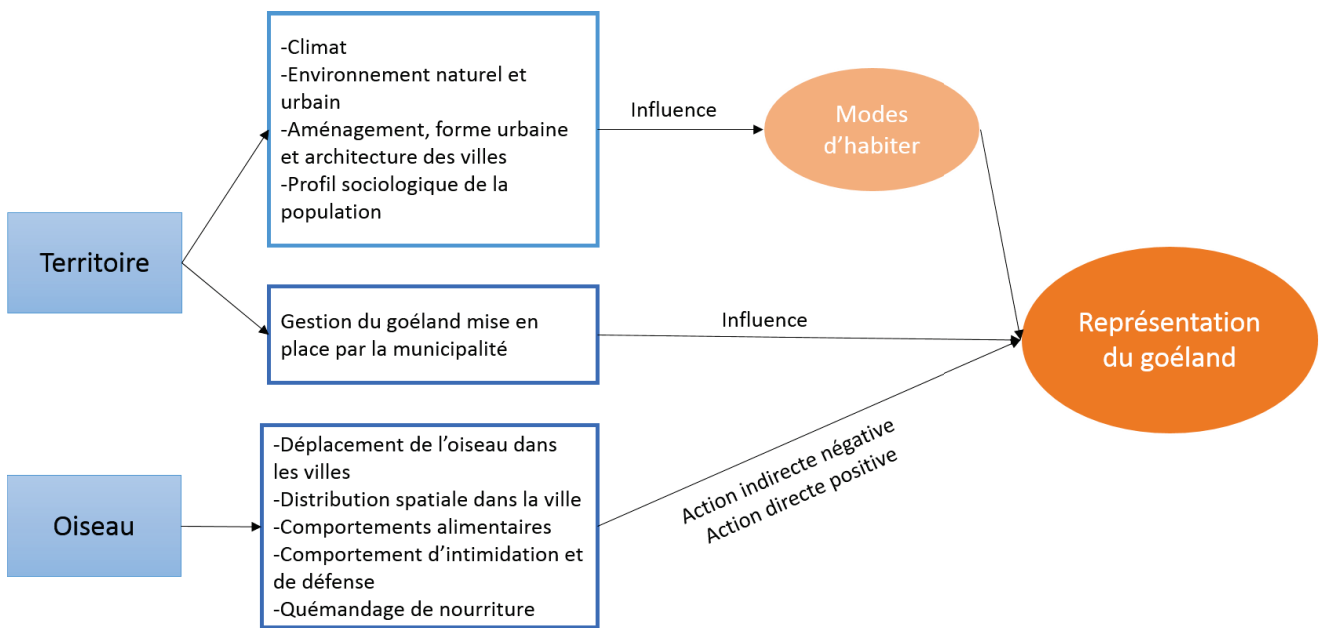 Territoire
-Climat
-Environnement naturel et
urbain
-Aménagement, forme urbaine
et architecture des villes
-Profil sociologique de la
population
Influence
Modes
d’habiter
Gestion du goéland mise en
place par la municipalité
Influence
Représentation
du goéland
Oiseau
-Déplacement de l’oiseau dans
les villes
-Distribution spatiale dans la ville
-Comportements alimentaires
-Comportement d’intimidation et
de défense
-Quémandage de nourriture
Action indirecte négative
Action directe positive